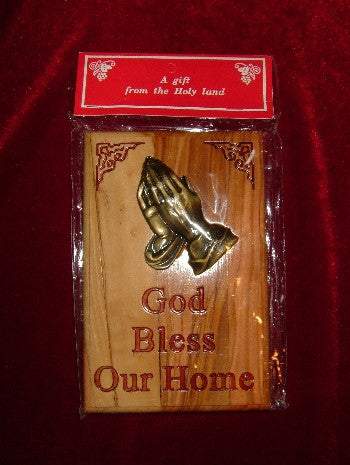 A gift
from the Holy land
God
Bless
Our Home